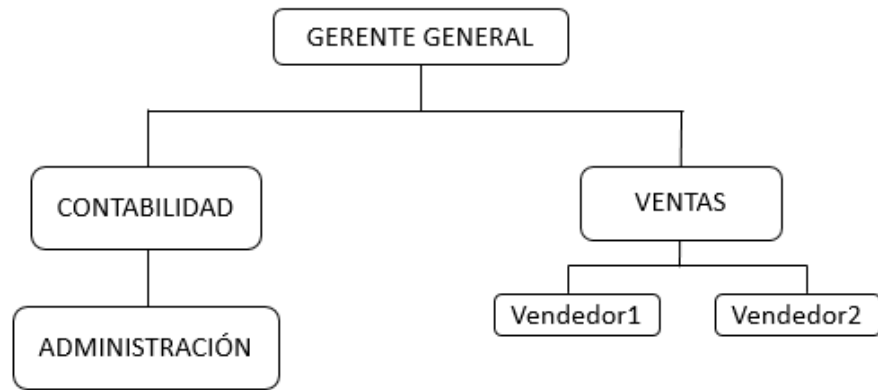 GERENTE GENERAL
CONTABILIDAD
VENTAS
Vendedor1
Vendedor2
ADMINISTRACIÓN